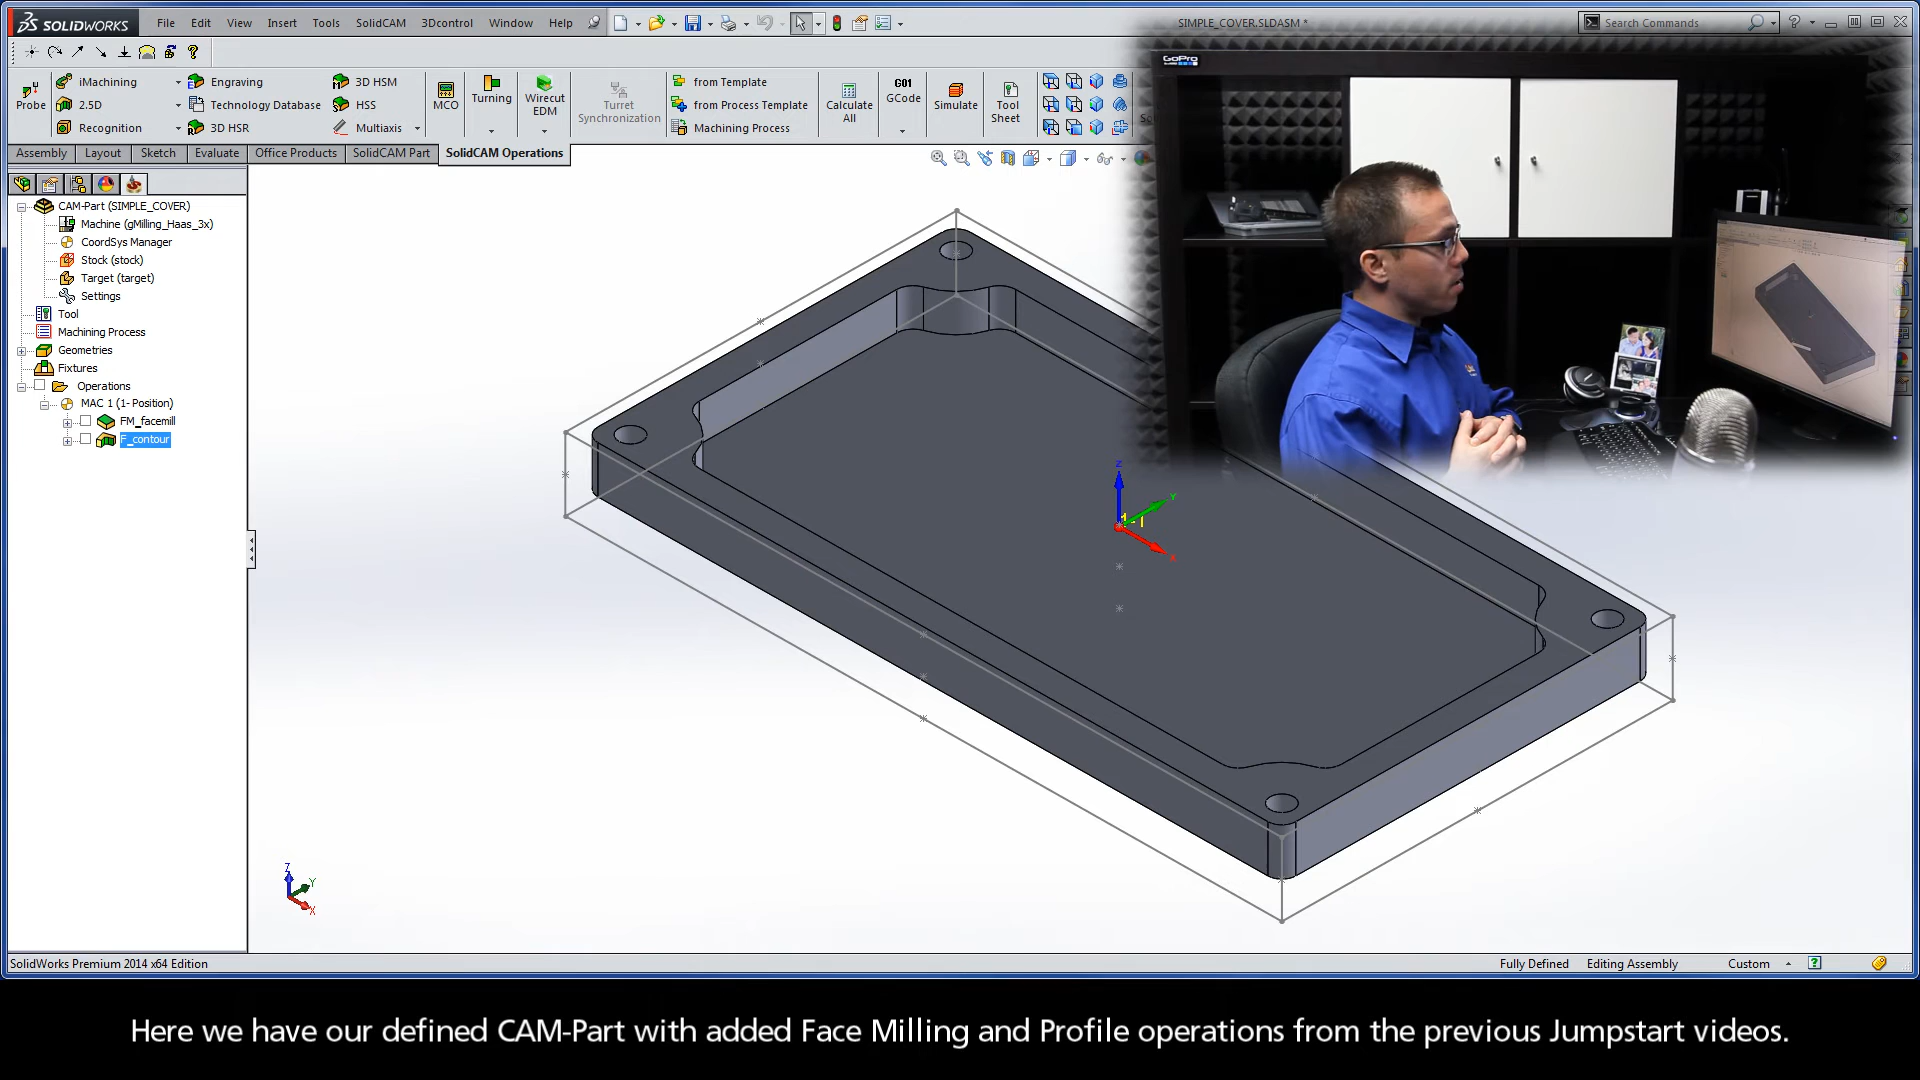 SOLIDWORKS File Edit View Insert Tools SolidCAM 3Dcontrol Window Help
SIMPLE_COVER.SLDASM *
Search Commands
GoPro
Probe
iMachining
2.5D
Recognition
Engraving
Technology Database
3D HSR
3D HSM
HSS
Multiaxis
MCO
Turning
Wirecut
EDM
Turret
Synchronization
from Template
from Process Template
Machining Process
Calculate
All
G01
GCode
Simulate
Tool
Sheet
Assembly Layout Sketch Evaluate Office Products SolidCAM Part SolidCAM Operations
CAM-Part (SIMPLE_COVER)
Machine (gMilling_Haas_3x)
CoordSys Manager
Stock (stock)
Target (target)
Settings
Tool
Machining Process
Geometries
Fixtures
Operations
MAC 1 (1- Position)
FM_facemill
F_contour
Z
Y
X
Z
Y
X
SolidWorks Premium 2014 x64 Edition
Fully Defined Editing Assembly Custom
Here we have our defined CAM-Part with added Face Milling and Profile operations from the previous Jumpstart videos.